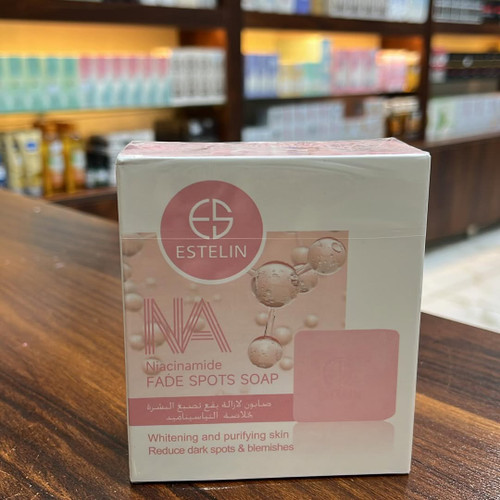 ES
ESTELIN
NA
Niacinamide
FADE SPOTS SOAP
صابون لازالة بقع تصبغ البشرة
خلاصة النياسيناميد
Whitening and purifying skin
Reduce dark spots & blemishes